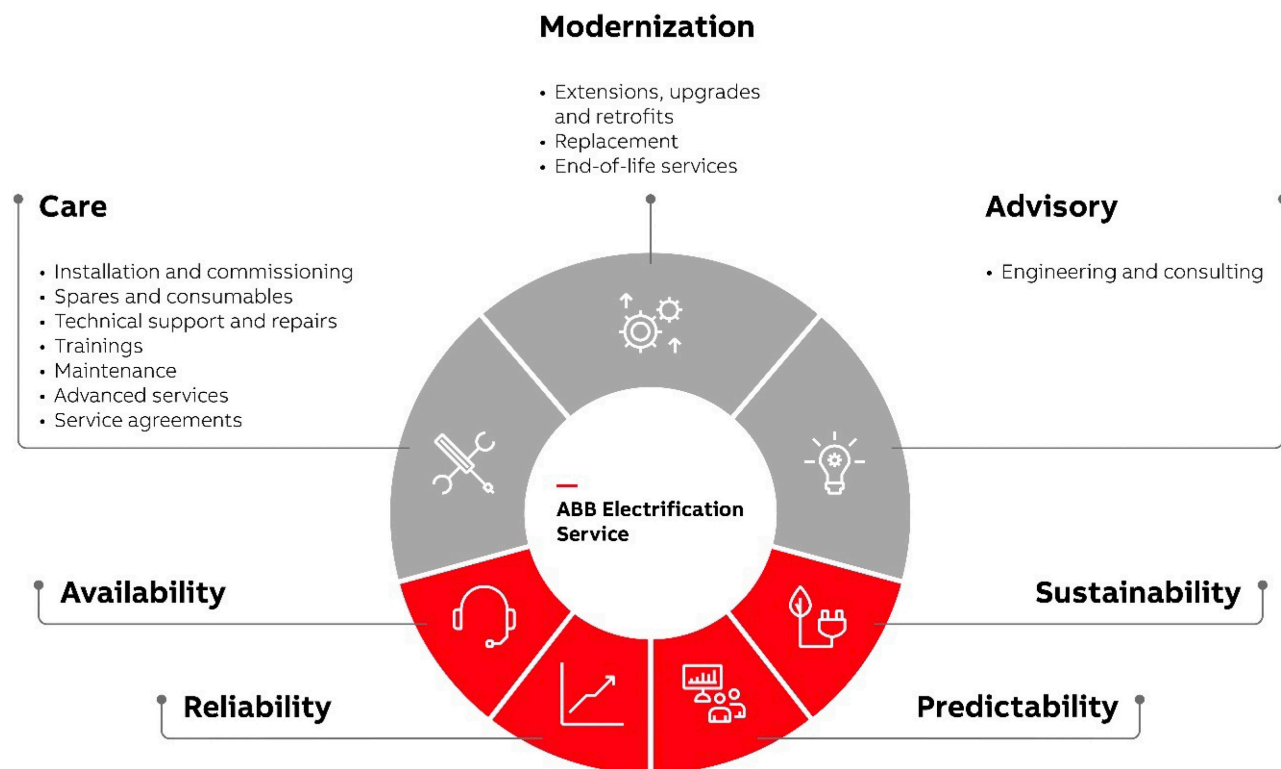 Modernization
• Extensions, upgrades
and retrofits
• Replacement
• End-of-life services
Care
• Installation and commissioning
• Spares and consumables
• Technical support and repairs
• Trainings
• Maintenance
• Advanced services
• Service agreements
Advisory
• Engineering and consulting
ABB Electrification
Service
Availability
Sustainability
Reliability
Predictability